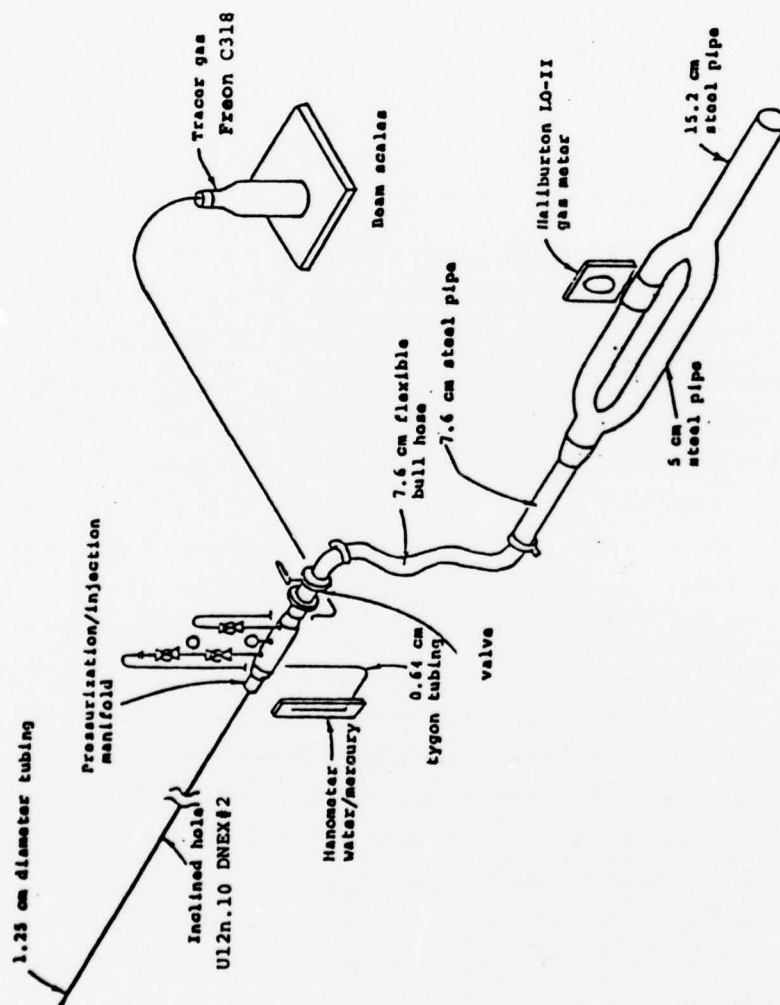 1.25 cm diameter tubing
Inclined hole
U12n.10 DNEX#2
Pressurization/injection
manifold
Manometer
water/mercury
0.64 cm
tygon tubing
valve
7.6 cm flexible
bull hose
7.6 cm steel pipe
Tracor gas
Freon C318
Beam scales
Haliburton LO-II
gas meter
5 cm
steel pipe
15.2 cm
steel pipe